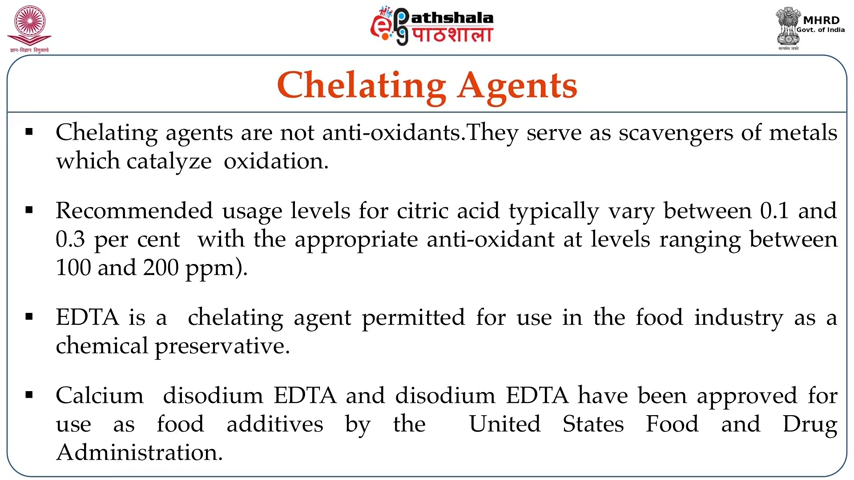 ePathshala
पाठशाला
MHRD
Govt. of India
ज्ञान-विज्ञान विमुक्तये
सत्यमेव जयते
Chelating Agents
▪ Chelating agents are not anti-oxidants.They serve as scavengers of metals
which catalyze oxidation.
▪ Recommended usage levels for citric acid typically vary between 0.1 and
0.3 per cent with the appropriate anti-oxidant at levels ranging between
100 and 200 ppm).
▪ EDTA is a chelating agent permitted for use in the food industry as a
chemical preservative.
▪ Calcium disodium EDTA and disodium EDTA have been approved for
use as food additives by the United States Food and Drug
Administration.